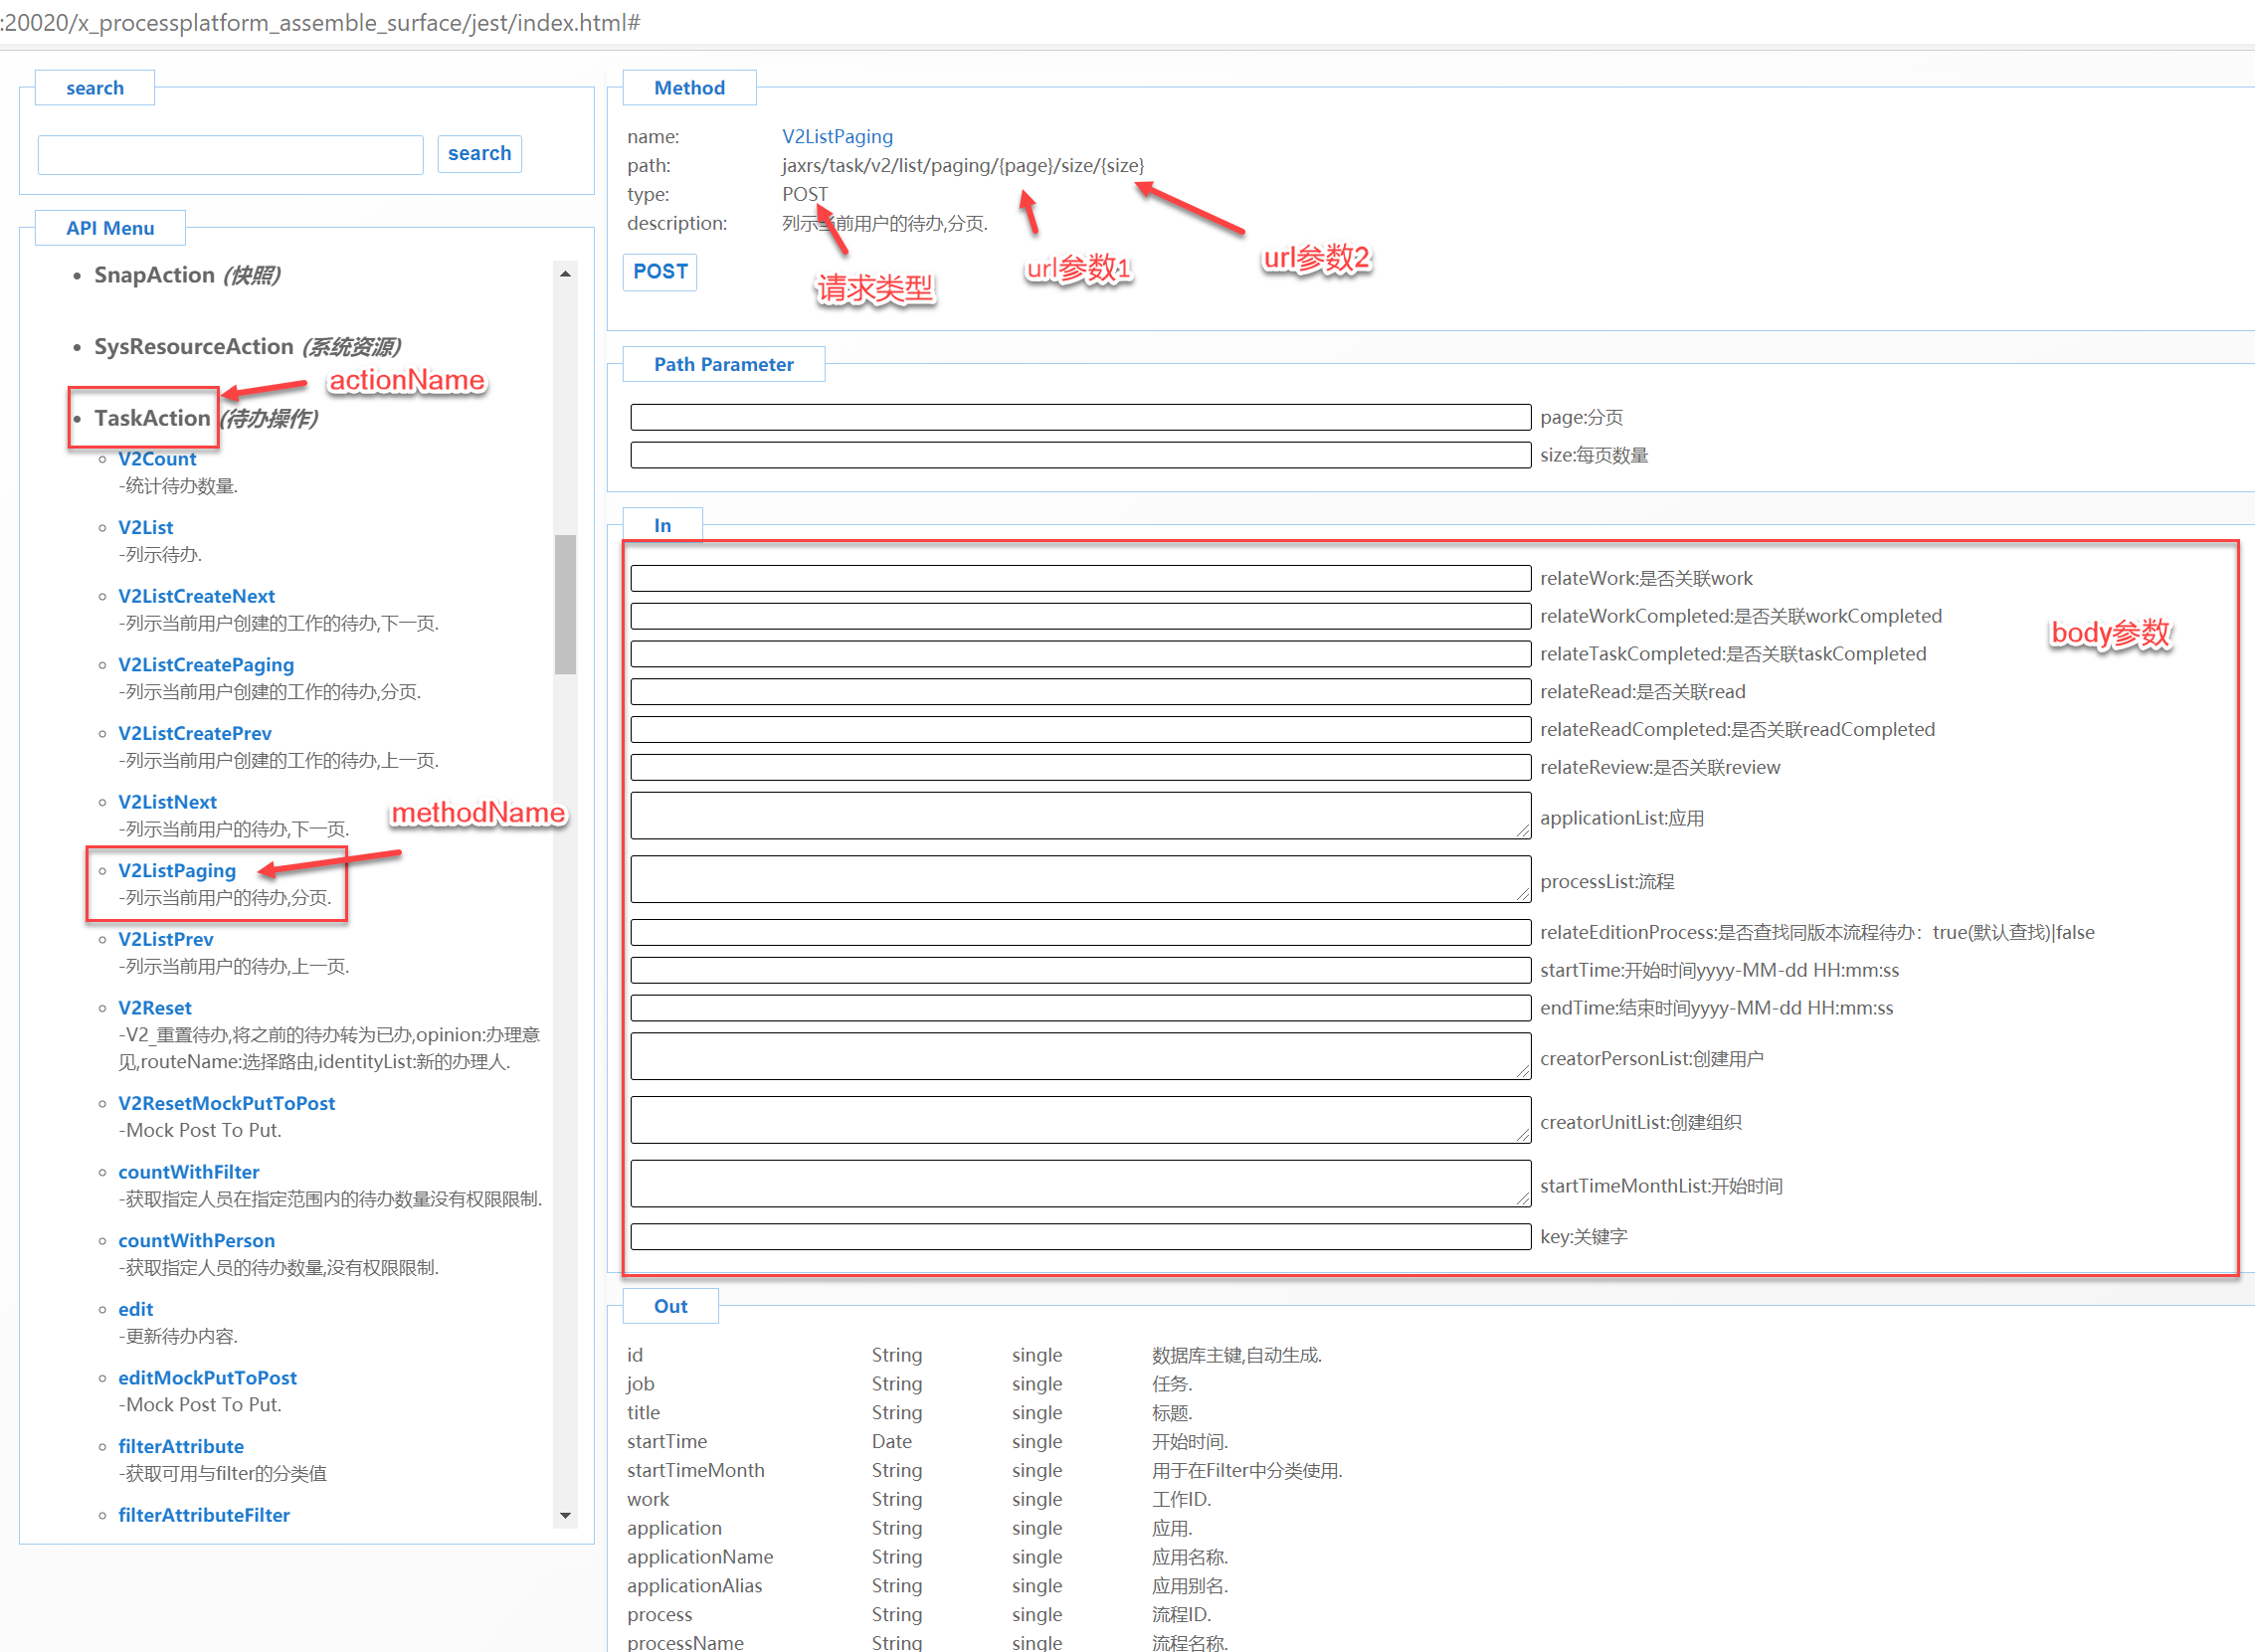 :20020/x_processplatform_assemble_surface/jest/index.html#
search
search
API Menu
SnapAction (快照)
SysResourceAction (系统资源)
actionName
TaskAction (待办操作)
V2Count
-统计待办数量.
V2List
-列示待办.
V2ListCreateNext
-列示当前用户创建的工作的待办,下一页.
V2ListCreatePaging
-列示当前用户创建的工作的待办,分页.
V2ListCreatePrev
-列示当前用户创建的工作的待办,上一页.
V2ListNext
-列示当前用户的待办,下一页.
methodName
V2ListPaging
-列示当前用户的待办,分页.
V2ListPrev
-列示当前用户的待办,上一页.
V2Reset
-V2_重置待办,将之前的待办转为已办,opinion:办理意
见,routeName:选择路由,identityList:新的办理人.
V2ResetMockPutToPost
-Mock Post To Put.
countWithFilter
-获取指定人员在指定范围内的待办数量没有权限限制.
countWithPerson
-获取指定人员的待办数量,没有权限限制.
edit
-更新待办内容.
editMockPutToPost
-Mock Post To Put.
filterAttribute
-获取可用与filter的分类值
filterAttributeFilter
Method
name: V2ListPaging
path: jaxrs/task/v2/list/paging/{page}/size/{size}
type: POST
description: 列示当前用户的待办,分页.
POST
请求类型
url参数1
url参数2
Path Parameter
page:分页
size:每页数量
In
relateWork:是否关联work
relateWorkCompleted:是否关联workCompleted
body参数
relateTaskCompleted:是否关联taskCompleted
relateRead:是否关联read
relateReadCompleted:是否关联readCompleted
relateReview:是否关联review
applicationList:应用
processList:流程
relateEditionProcess:是否查找同版本流程待办：true(默认查找)|false
startTime:开始时间yyyy-MM-dd HH:mm:ss
endTime:结束时间yyyy-MM-dd HH:mm:ss
creatorPersonList:创建用户
creatorUnitList:创建组织
startTimeMonthList:开始时间
key:关键字
Out
id String single 数据库主键,自动生成.
job String single 任务.
title String single 标题.
startTime Date single 开始时间.
startTimeMonth String single 用于在Filter中分类使用.
work String single 工作ID.
application String single 应用.
applicationName String single 应用名称.
applicationAlias String single 应用别名.
process String single 流程ID.
processName String single 流程名称.